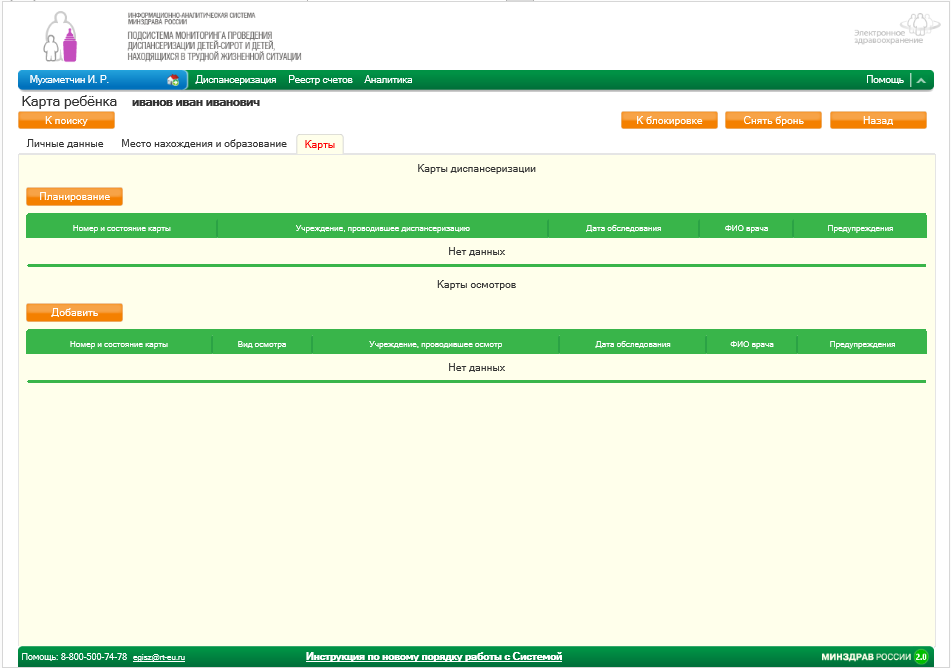 ИНФОРМАЦИОННО-АНАЛИТИЧЕСКАЯ СИСТЕМА
МИНЗДРАВА РОССИИ
ПОДСИСТЕМА МОНИТОРИНГА ПРОВЕДЕНИЯ
ДИСПАНСЕРИЗАЦИИ ДЕТЕЙ-СИРОТ И ДЕТЕЙ,
НАХОДЯЩИХСЯ В ТРУДНОЙ ЖИЗНЕННОЙ СИТУАЦИИ
Электронное
здравоохранение
Мухаметчин И. Р. Диспансеризация Реестр счетов Аналитика Помощь
Карта ребёнка иванов иван иванович
К поиску К блокировке Снять бронь Назад
Личные данные Место нахождения и образование Карты
Карты диспансеризации
Планирование
Номер и состояние карты Учреждение, проводившее диспансеризацию Дата обследования ФИО врача Предупреждения
Нет данных
Карты осмотров
Добавить
Номер и состояние карты Вид осмотра Учреждение, проводившее осмотр Дата обследования ФИО врача Предупреждения
Нет данных
Помощь: 8-800-500-74-78 egisz@rt-eu.ru Инструкция по новому порядку работы с Системой МИНЗДРАВ РОССИИ 2.0